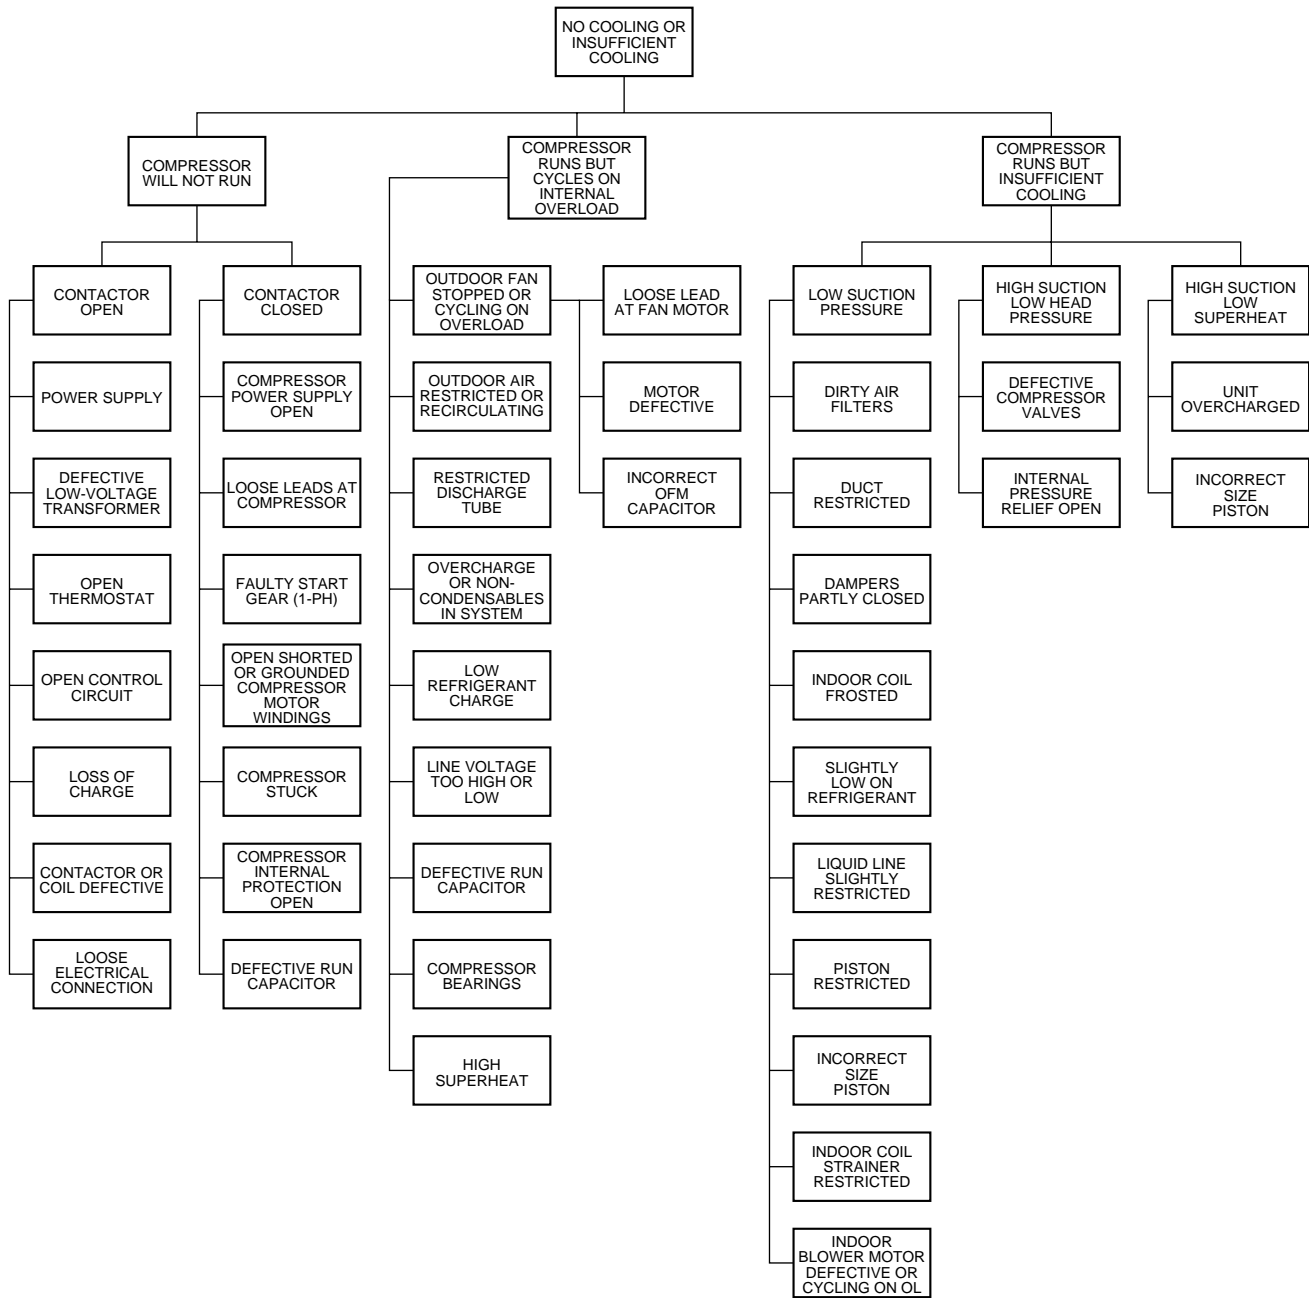 NO COOLING OR
INSUFFICIENT
COOLING
COMPRESSOR
WILL NOT RUN
COMPRESSOR
RUNS BUT
CYCLES ON
INTERNAL
OVERLOAD
COMPRESSOR
RUNS BUT
INSUFFICIENT
COOLING
CONTACTOR
OPEN
POWER SUPPLY
DEFECTIVE
LOW-VOLTAGE
TRANSFORMER
OPEN
THERMOSTAT
OPEN CONTROL
CIRCUIT
LOSS OF
CHARGE
CONTACTOR OR
COIL DEFECTIVE
LOOSE
ELECTRICAL
CONNECTION
CONTACTOR
CLOSED
COMPRESSOR
POWER SUPPLY
OPEN
LOOSE LEADS AT
COMPRESSOR
FAULTY START
GEAR (1-PH)
OPEN SHORTED
OR GROUNDED
COMPRESSOR
MOTOR
WINDINGS
COMPRESSOR
STUCK
COMPRESSOR
INTERNAL
PROTECTION
OPEN
DEFECTIVE RUN
CAPACITOR
OUTDOOR FAN
STOPPED OR
CYCLING ON
OVERLOAD
OUTDOOR AIR
RESTRICTED OR
RECIRCULATING
RESTRICTED
DISCHARGE
TUBE
OVERCHARGE
OR NON-
CONDENSABLES
IN SYSTEM
LOW
REFRIGERANT
CHARGE
LINE VOLTAGE
TOO HIGH OR
LOW
DEFECTIVE RUN
CAPACITOR
COMPRESSOR
BEARINGS
HIGH
SUPERHEAT
LOOSE LEAD
AT FAN MOTOR
MOTOR
DEFECTIVE
INCORRECT
OFM
CAPACITOR
LOW SUCTION
PRESSURE
DIRTY AIR
FILTERS
DUCT
RESTRICTED
DAMPERS
PARTLY CLOSED
INDOOR COIL
FROSTED
SLIGHTLY
LOW ON
REFRIGERANT
LIQUID LINE
SLIGHTLY
RESTRICTED
PISTON
RESTRICTED
INCORRECT
SIZE
PISTON
INDOOR COIL
STRAINER
RESTRICTED
INDOOR
BLOWER MOTOR
DEFECTIVE OR
CYCLING ON OL
HIGH SUCTION
LOW HEAD
PRESSURE
DEFECTIVE
COMPRESSOR
VALVES
INTERNAL
PRESSURE
RELIEF OPEN
HIGH SUCTION
LOW
SUPERHEAT
UNIT
OVERCHARGED
INCORRECT
SIZE
PISTON